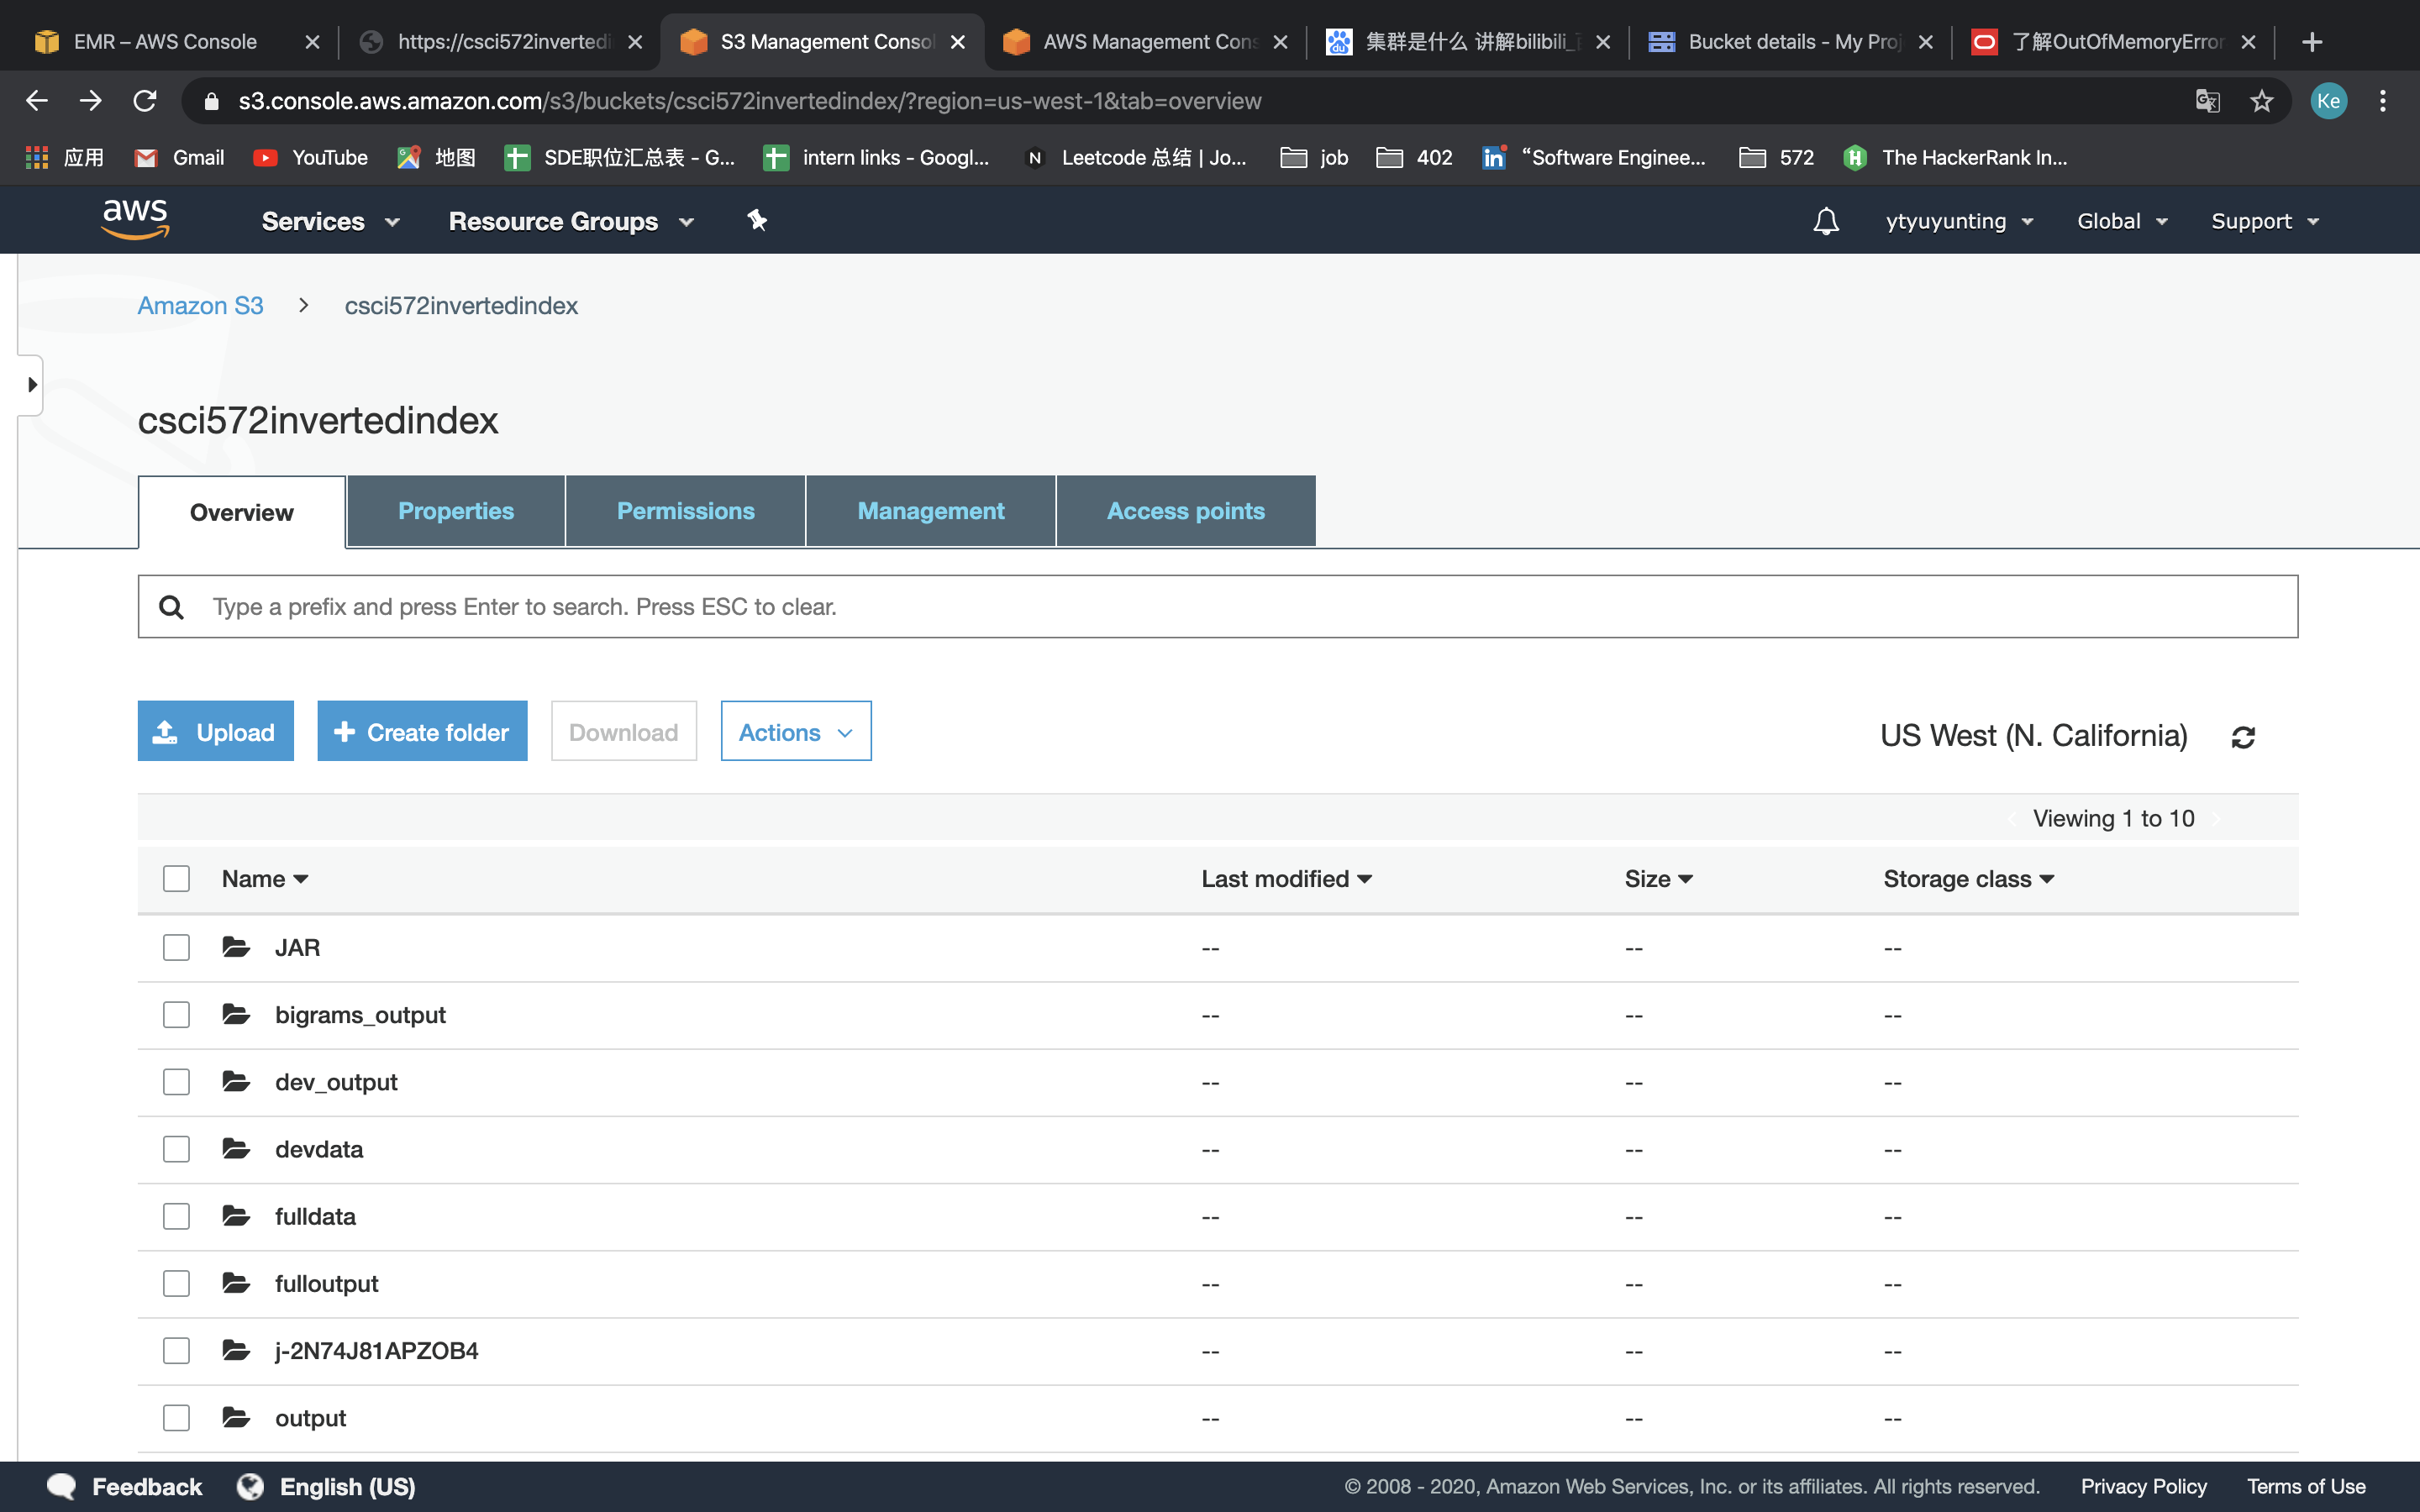 EMR – AWS Console
https://csci572inverted
S3 Management Conso
AWS Management Con
集群是什么 讲解bilibili_
Bucket details - My Pro
了解OutOfMemoryError
s3.console.aws.amazon.com/s3/buckets/csci572invertedindex/?region=us-west-1&tab=overview
Ke
应用
Gmail
YouTube
地图
SDE职位汇总表 - G...
intern links - Googl...
Leetcode 总结 | Jo...
job
402
“Software Enginee...
572
The HackerRank In...
aws
Services
Resource Groups
ytyuyunting
Global
Support
Amazon S3
csci572invertedindex
csci572invertedindex
Overview
Properties
Permissions
Management
Access points
Type a prefix and press Enter to search. Press ESC to clear.
Upload
Create folder
Download
Actions
US West (N. California)
Viewing 1 to 10
Name
Last modified
Size
Storage class
JAR -- -- --
bigrams_output -- -- --
dev_output -- -- --
devdata -- -- --
fulldata -- -- --
fulloutput -- -- --
j-2N74J81APZOB4 -- -- --
output -- -- --
Feedback
English (US)
© 2008 - 2020, Amazon Web Services, Inc. or its affiliates. All rights reserved.
Privacy Policy
Terms of Use